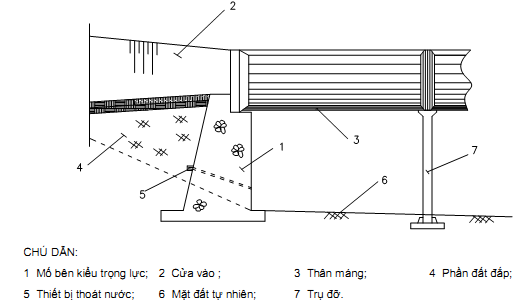 2
1
3
7
4
5
6
CHÚ DẪN:
1 Mố bên kiểu trọng lực; 2 Cửa vào ; 3 Thân máng; 4 Phần đất đắp;
5 Thiết bị thoát nước; 6 Mặt đất tự nhiên; 7 Trụ đỡ.